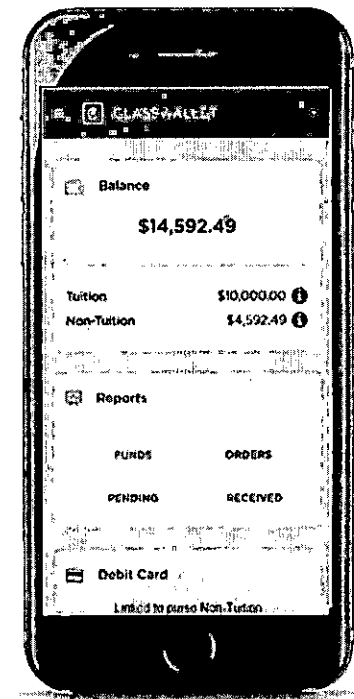 CLASSWALLET
Balance
$14,592.49
Tuition $10,000.00
Non-Tuition $4,592.49
Reports
FUNDS ORDERS
PENDING RECEIVED
Debit Card
Linked to purse Non-Tuition